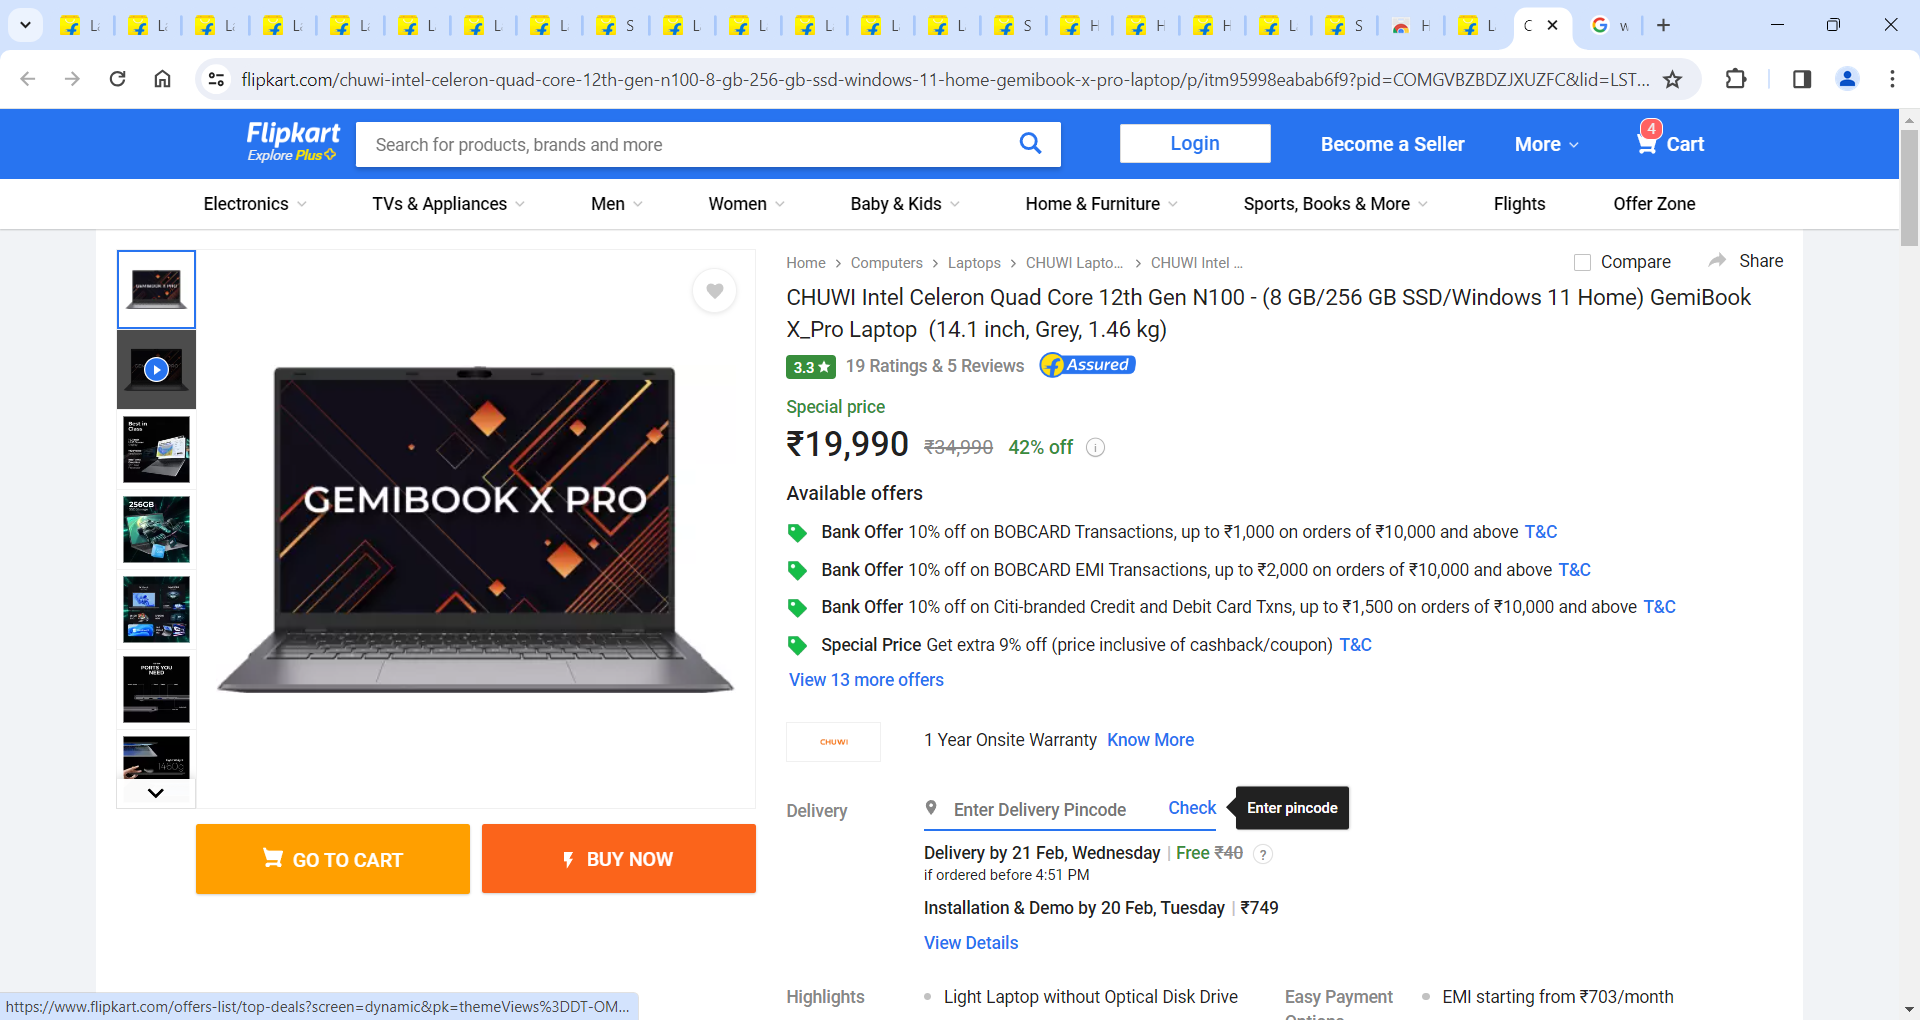 flipkart.com/chuwi-intel-celeron-quad-core-12th-gen-n100-8-gb-256-gb-ssd-windows-11-home-gemibook-x-pro-laptop/p/itm95998eabab6f9?pid=COMGVBZBDZJXUZFC&lid=LST...
Flipkart
Explore Plus
Search for products, brands and more
Login
Become a Seller
More
4
Cart
Electronics
TVs & Appliances
Men
Women
Baby & Kids
Home & Furniture
Sports, Books & More
Flights
Offer Zone
Home > Computers > Laptops > CHUWI Lapto... > CHUWI Intel ...
Compare
Share
CHUWI Intel Celeron Quad Core 12th Gen N100 - (8 GB/256 GB SSD/Windows 11 Home) GemiBook
X_Pro Laptop (14.1 inch, Grey, 1.46 kg)
3.3★ 19 Ratings & 5 Reviews
Assured
Special price
₹19,990 ₹34,990 42% off
Available offers
Bank Offer 10% off on BOBCARD Transactions, up to ₹1,000 on orders of ₹10,000 and above T&C
Bank Offer 10% off on BOBCARD EMI Transactions, up to ₹2,000 on orders of ₹10,000 and above T&C
Bank Offer 10% off on Citi-branded Credit and Debit Card Txns, up to ₹1,500 on orders of ₹10,000 and above T&C
Special Price Get extra 9% off (price inclusive of cashback/coupon) T&C
View 13 more offers
GEMIBOOK X PRO
Best in
Class
256GB
PORTS YOU
NEED
1460g
CHUWI
1 Year Onsite Warranty Know More
Delivery
Enter Delivery Pincode
Check
Enter pincode
Delivery by 21 Feb, Wednesday | Free ₹40 ?
if ordered before 4:51 PM
Installation & Demo by 20 Feb, Tuesday | ₹749
View Details
GO TO CART
BUY NOW
Highlights
Light Laptop without Optical Disk Drive
Easy Payment
Options
EMI starting from ₹703/month
https://www.flipkart.com/offers-list/top-deals?screen=dynamic&pk=themeViews%3DDT-OM...